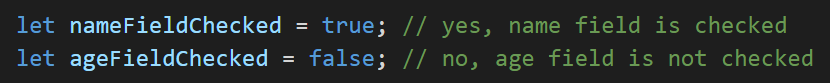 let nameFieldChecked = true; // yes, name field is checked
let ageFieldChecked = false; // no, age field is not checked